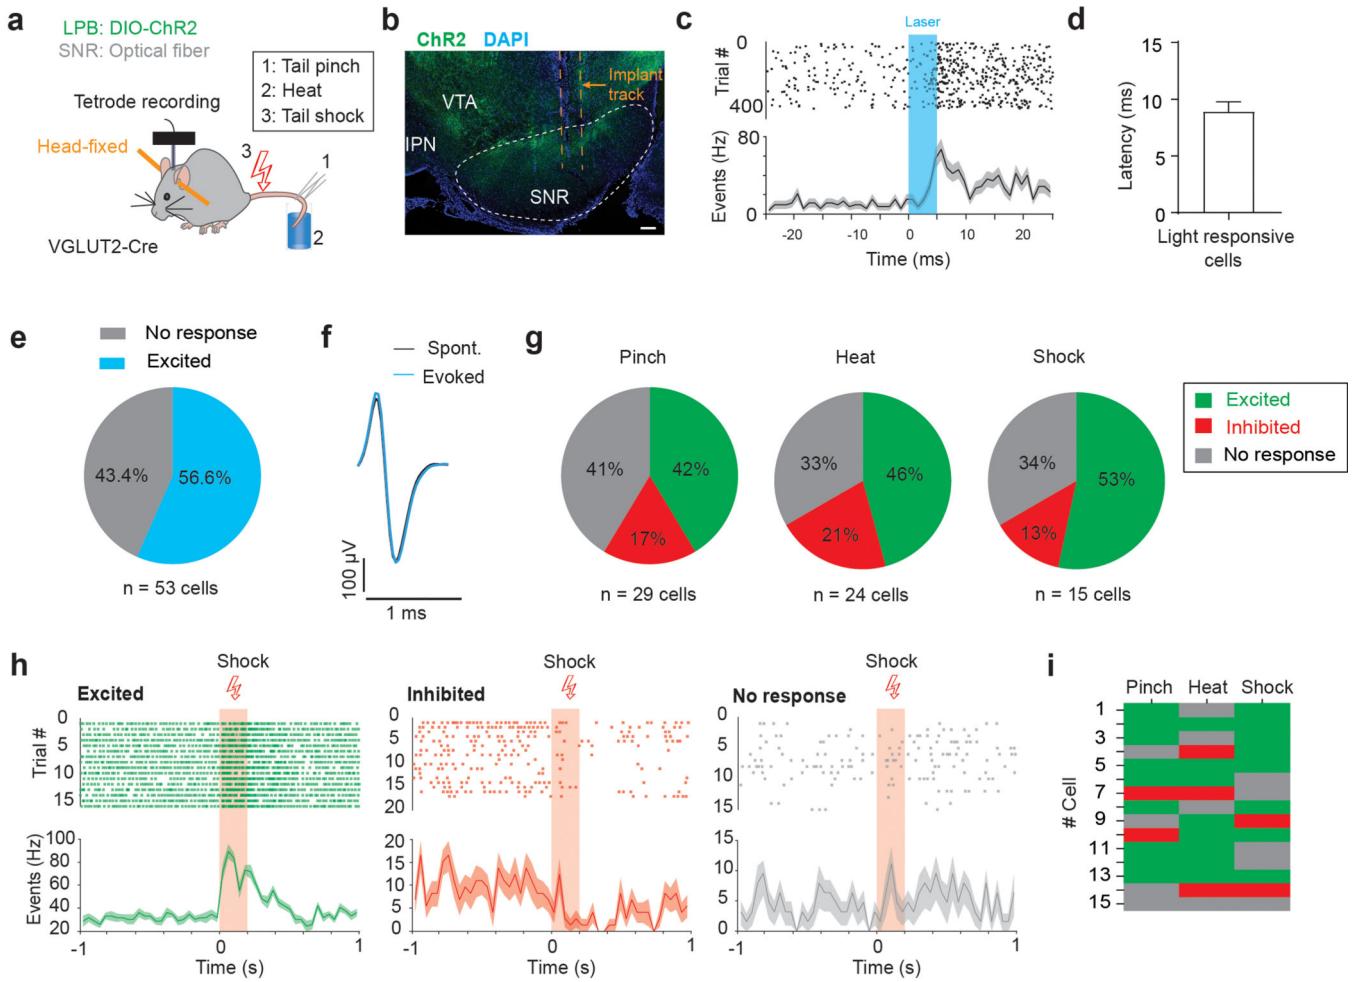 a
LPB: DIO-ChR2
SNR: Optical fiber
1: Tail pinch
2: Heat
3: Tail shock
Tetrode recording
Head-fixed
3
1
2
VGLUT2-Cre
b
ChR2 DAPI
VTA
Implant
track
IPN
SNR
c
Laser
Trial #
0
400
Events (Hz)
80
40
0
-20
-10
0
10
20
Time (ms)
d
Latency (ms)
15
10
5
0
Light responsive
cells
e
No response
Excited
43.4%
56.6%
n = 53 cells
f
Spont.
Evoked
100 µV
1 ms
g
Pinch
Heat
Shock
41%
42%
17%
33%
46%
21%
34%
53%
13%
n = 29 cells
n = 24 cells
n = 15 cells
Excited
Inhibited
No response
h
Shock
Excited
Trial #
0
5
10
15
Events (Hz)
100
80
60
40
20
-1
0
1
Time (s)
Shock
Inhibited
0
5
10
15
20
20
15
10
5
0
-1
0
1
Time (s)
Shock
No response
0
5
10
15
15
10
5
0
-1
0
1
Time (s)
i
Pinch Heat Shock
# Cell
1
3
5
7
9
11
13
15